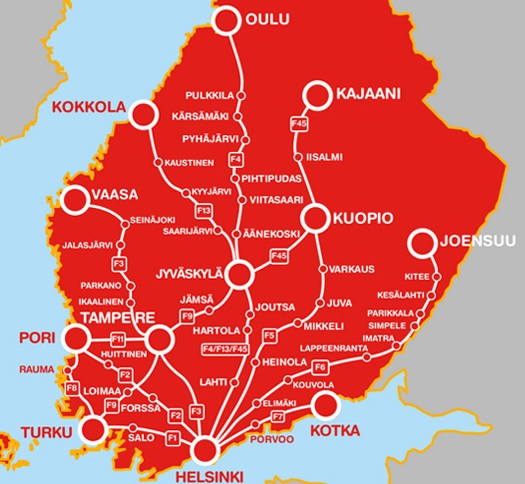 OULU
PULKKILA
KAJAANI
KOKKOLA
KÄRSÄMÄKI
F45
PYHÄJÄRVI
F4
IISALMI
KAUSTINEN
PIHTIPUDAS
VAASA
KYYJÄRVI
VIITASAARI
F13
SEINÄJOKI
KUOPIO
SAARIJÄRVI
ÄÄNEKOSKI
JOENSUU
JALASJÄRVI
F3
F45
JYVÄSKYLÄ
VARKAUS
KITEE
PARKANO
KESÄLAHTI
IKAALINEN
JÄMSÄ
JOUTSA
JUVA
F9
PARIKKALA
TAMPERE
HARTOLA
MIKKELI
SIMPELE
F5
IMATRA
PORI
F11
F4/F13/F45
LAPPEENRANTA
HUITTINEN
HEINOLA
F6
RAUMA
F2
LAHTI
KOUVOLA
F8
LOIMAA
F9
FORSSA
F2
F3
ELIMÄKI
F7
TURKU
SALO
F1
PORVOO
KOTKA
HELSINKI